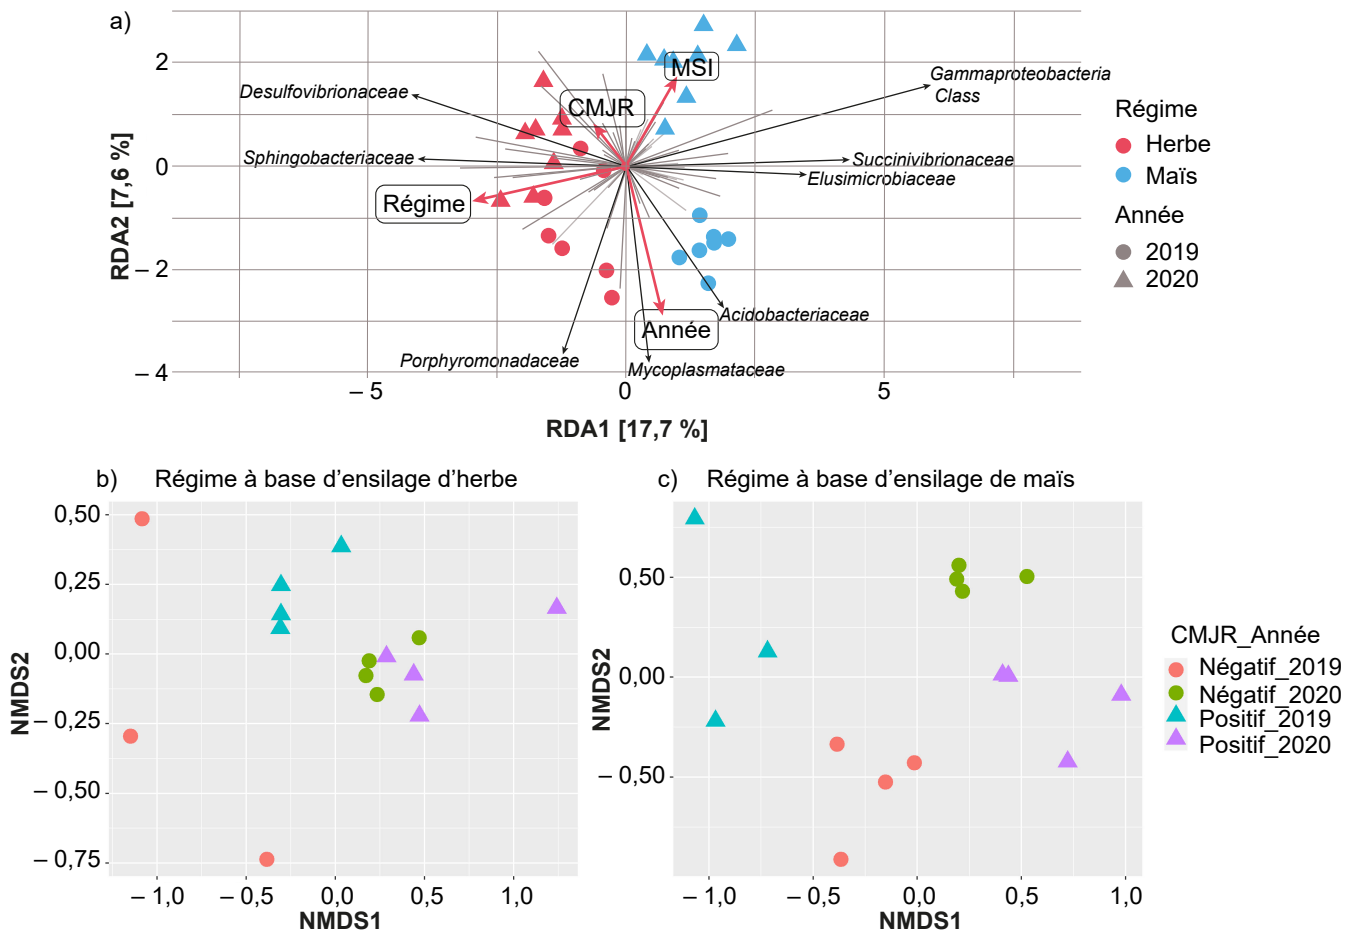 a)
RDA2 [7,6 %]
2
0
– 2
– 4
– 5
0
5
RDA1 [17,7 %]
MSI
CMJR
Régime
Année
Desulfovibrionaceae
Sphingobacteriaceae
Porphyromonadaceae
Mycoplasmataceae
Acidobacteriaceae
Gammaproteobacteria
Class
Succinivibrionaceae
Elusimicrobiaceae
Régime
Herbe
Maïs
Année
2019
2020
b) Régime à base d’ensilage d’herbe
NMDS2
0,50
0,25
0,00
– 0,25
– 0,50
– 0,75
– 1,0
– 0,5
0,0
0,5
1,0
NMDS1
c) Régime à base d’ensilage de maïs
NMDS2
0,50
0,00
– 0,50
– 1,0
– 0,5
0,0
0,5
1,0
NMDS1
CMJR_Année
Négatif_2019
Négatif_2020
Positif_2019
Positif_2020